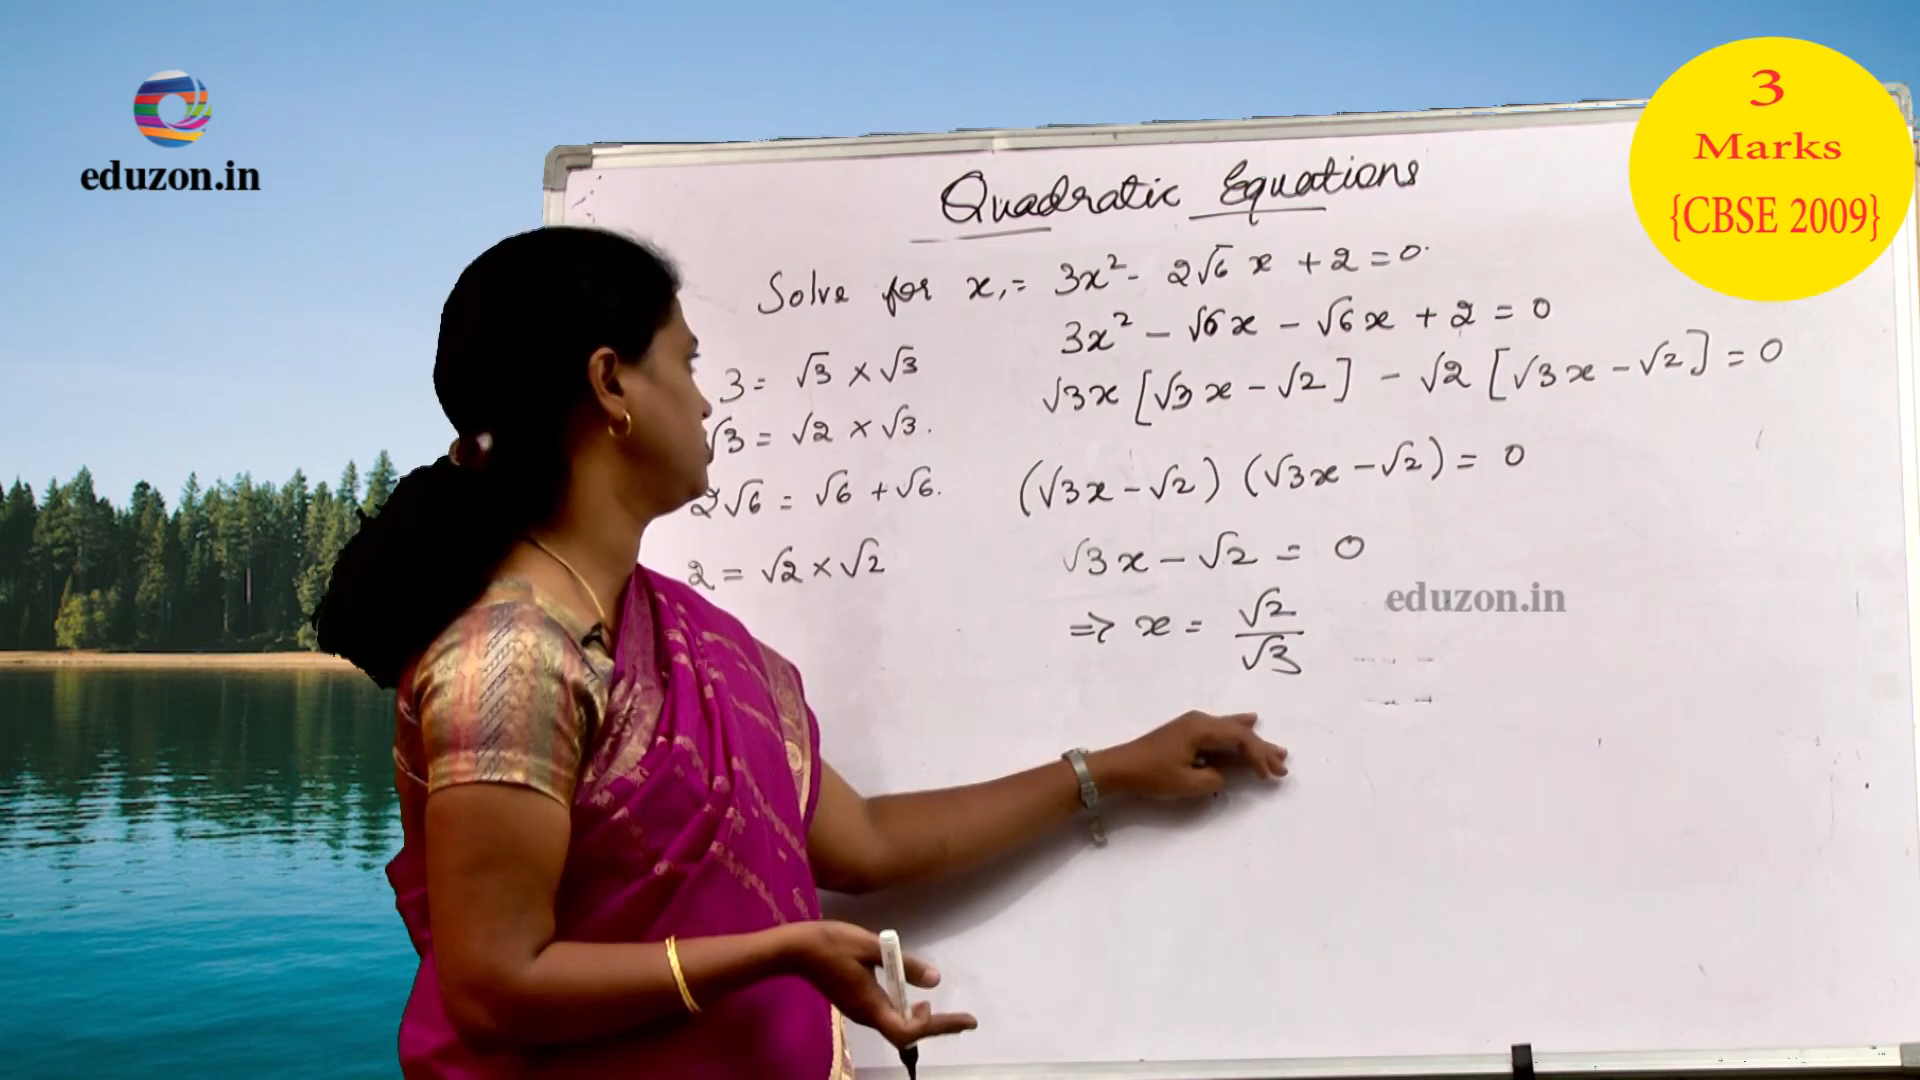 eduzon.in
3
Marks
{CBSE 2009}
Quadratic Equations
Solve for x,= 3x² - 2√6 x + 2 = 0.
3x² - √6x - √6x + 2 = 0
√3x [√3x - √2] - √2 [√3x - √2] = 0
(√3x - √2) (√3x - √2) = 0
√3x - √2 = 0
⇒ x = √2/√3
3 = √3 × √3
√3 = √2 × √3.
2√6 = √6 + √6.
2 = √2 × √2
eduzon.in